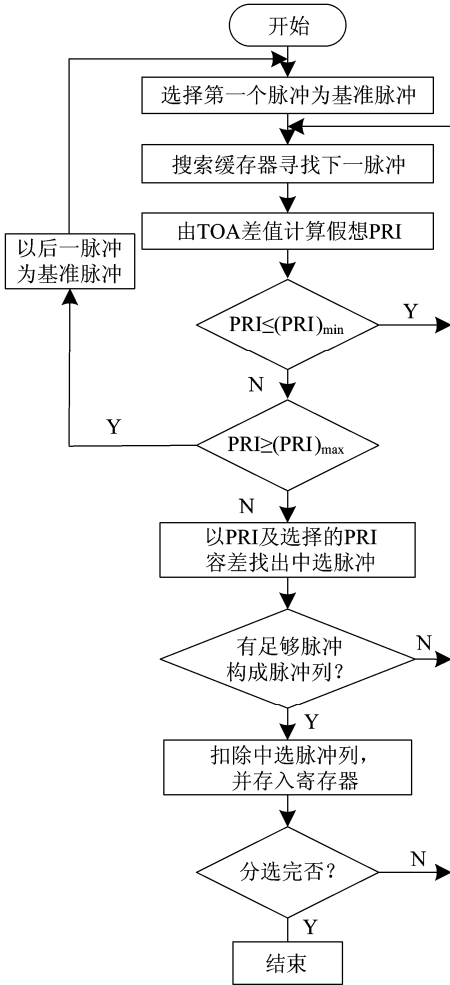 开始
选择第一个脉冲为基准脉冲
搜索缓存器寻找下一脉冲
由TOA差值计算假想PRI
以后一脉冲
为基准脉冲
PRI≤(PRI)min
Y
N
PRI≥(PRI)max
Y
N
以PRI及选择的PRI
容差找出中选脉冲
有足够脉冲
构成脉冲列？
N
Y
扣除中选脉冲列，
并存入寄存器
分选完否？
N
Y
结束